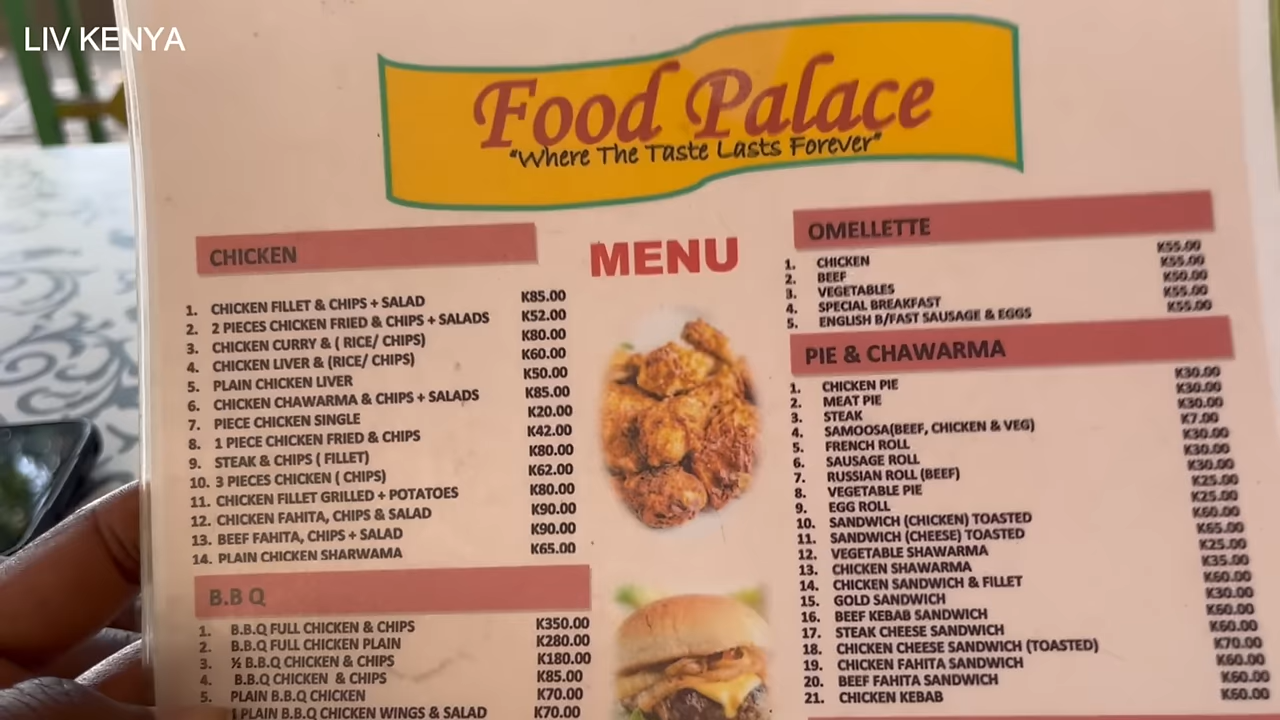 LIV KENYA
Food Palace
"Where The Taste Lasts Forever"
MENU
CHICKEN
1. CHICKEN FILLET & CHIPS + SALAD K85.00
2. 2 PIECES CHICKEN FRIED & CHIPS + SALADS K52.00
3. CHICKEN CURRY & ( RICE/ CHIPS) K80.00
4. CHICKEN LIVER & (RICE/ CHIPS) K60.00
5. PLAIN CHICKEN LIVER K50.00
6. CHICKEN CHAWARMA & CHIPS + SALADS K85.00
7. PIECE CHICKEN SINGLE K20.00
8. 1 PIECE CHICKEN FRIED & CHIPS K42.00
9. STEAK & CHIPS ( FILLET) K80.00
10. 3 PIECES CHICKEN ( CHIPS) K62.00
11. CHICKEN FILLET GRILLED + POTATOES K80.00
12. CHICKEN FAHITA, CHIPS & SALAD K90.00
13. BEEF FAHITA, CHIPS + SALAD K90.00
14. PLAIN CHICKEN SHARWAMA K65.00
B.B Q
1. B.B.Q FULL CHICKEN & CHIPS K350.00
2. B.B.Q FULL CHICKEN PLAIN K280.00
3. ½ B.B.Q CHICKEN & CHIPS K180.00
4. B.B.Q CHICKEN & CHIPS K85.00
5. PLAIN B.B.Q CHICKEN K70.00
1 PLAIN B.B.Q CHICKEN WINGS & SALAD K70.00
OMELLETTE
1. CHICKEN K55.00
2. BEEF K55.00
3. VEGETABLES K50.00
4. SPECIAL BREAKFAST K55.00
5. ENGLISH B/FAST SAUSAGE & EGGS K55.00
PIE & CHAWARMA
1. CHICKEN PIE K30.00
2. MEAT PIE K30.00
3. STEAK K30.00
4. SAMOOSA(BEEF, CHICKEN & VEG) K7.00
5. FRENCH ROLL K30.00
6. SAUSAGE ROLL K30.00
7. RUSSIAN ROLL (BEEF) K30.00
8. VEGETABLE PIE K25.00
9. EGG ROLL K25.00
10. SANDWICH (CHICKEN) TOASTED K60.00
11. SANDWICH (CHEESE) TOASTED K65.00
12. VEGETABLE SHAWARMA K25.00
13. CHICKEN SHAWARMA K35.00
14. CHICKEN SANDWICH & FILLET K60.00
15. GOLD SANDWICH K30.00
16. BEEF KEBAB SANDWICH K60.00
17. STEAK CHEESE SANDWICH K60.00
18. CHICKEN CHEESE SANDWICH (TOASTED) K70.00
19. CHICKEN FAHITA SANDWICH K60.00
20. BEEF FAHITA SANDWICH K60.00
21. CHICKEN KEBAB K60.00